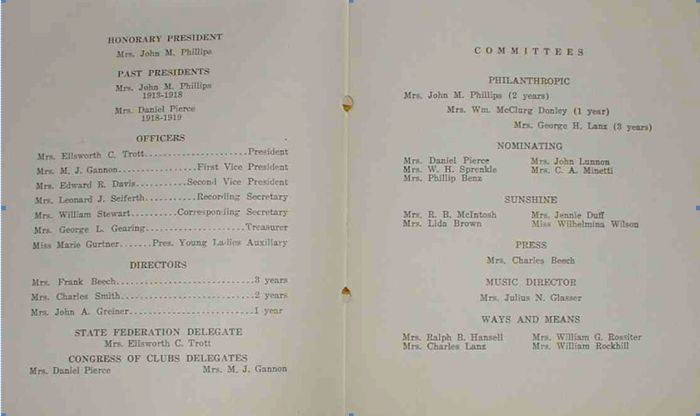 HONORARY PRESIDENT
Mrs. John M. Phillips
PAST PRESIDENTS
Mrs. John M. Phillips
1913-1918
Mrs. Daniel Pierce
1918-1919
OFFICERS
Mrs. Ellsworth C. Trott.....................President
Mrs. M. J. Gannon................First Vice President
Mrs. Edward R. Davis..........Second Vice President
Mrs. Leonard J. Seiferth..........Recording Secretary
Mrs. William Stewart..........Corresponding Secretary
Mrs. George L. Gearing....................Treasurer
Miss Marie Gurtner.......Pres. Young Ladies Auxiliary
DIRECTORS
Mrs. Frank Beech...........................3 years
Mrs. Charles Smith..........................2 years
Mrs. John A. Greiner.........................1 year
STATE FEDERATION DELEGATE
Mrs. Ellsworth C. Trott
CONGRESS OF CLUBS DELEGATES
Mrs. Daniel Pierce Mrs. M. J. Gannon
COMMITTEES
PHILANTHROPIC
Mrs. John M. Phillips (2 years)
Mrs. Wm. McClurg Donley (1 year)
Mrs. George H. Lanz (3 years)
NOMINATING
Mrs. Daniel Pierce Mrs. John Lunnon
Mrs. W. H. Sprenkle Mrs. C. A. Minetti
Mrs. Phillip Benz
SUNSHINE
Mrs. R. B. McIntosh Mrs. Jennie Duff
Mrs. Lida Brown Miss Wilhelmina Wilson
PRESS
Mrs. Charles Beech
MUSIC DIRECTOR
Mrs. Julius N. Glasser
WAYS AND MEANS
Mrs. Ralph B. Hansell Mrs. William G. Rossiter
Mrs. Charles Lanz Mrs. William Rockhill